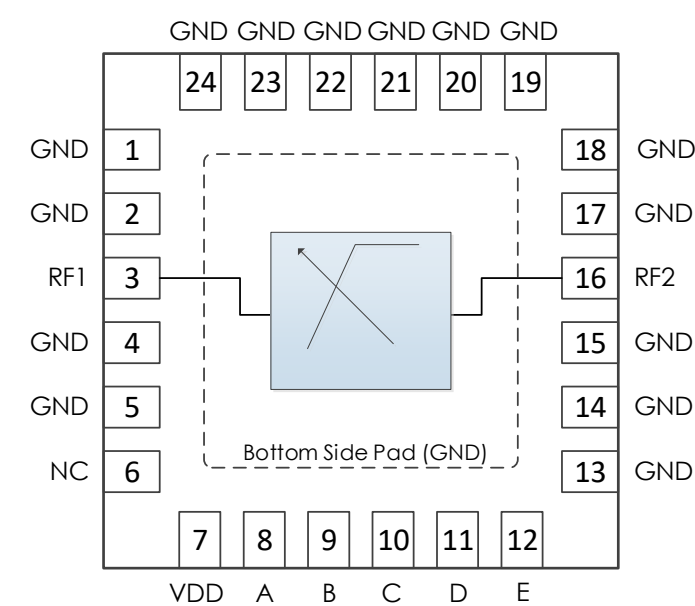 GND GND GND GND GND GND
24 23 22 21 20 19
GND 1 18 GND
GND 2 17 GND
RF1 3 16 RF2
GND 4 15 GND
GND 5 14 GND
Bottom Side Pad (GND)
NC 6 13 GND
7 8 9 10 11 12
VDD A B C D E